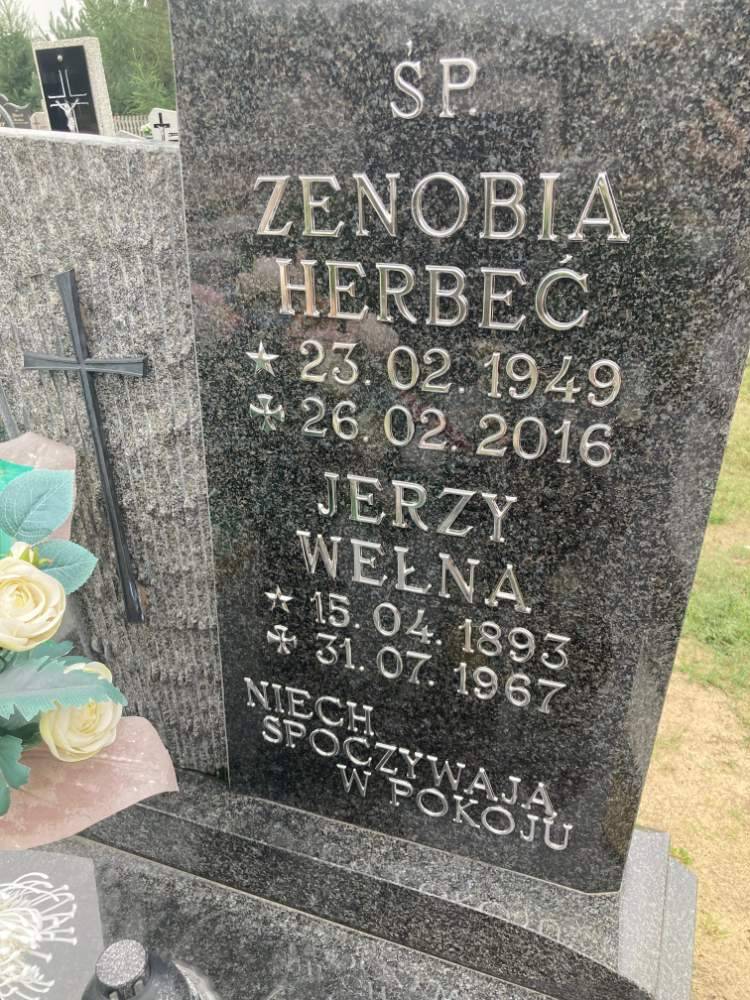 ŚP.
ZENOBIA
HERBEĆ
23. 02. 1949
26. 02. 2016
JERZY
WEŁNA
15. 04. 1893
31. 07. 1967
NIECH
SPOCZYWAJĄ
W POKOJU